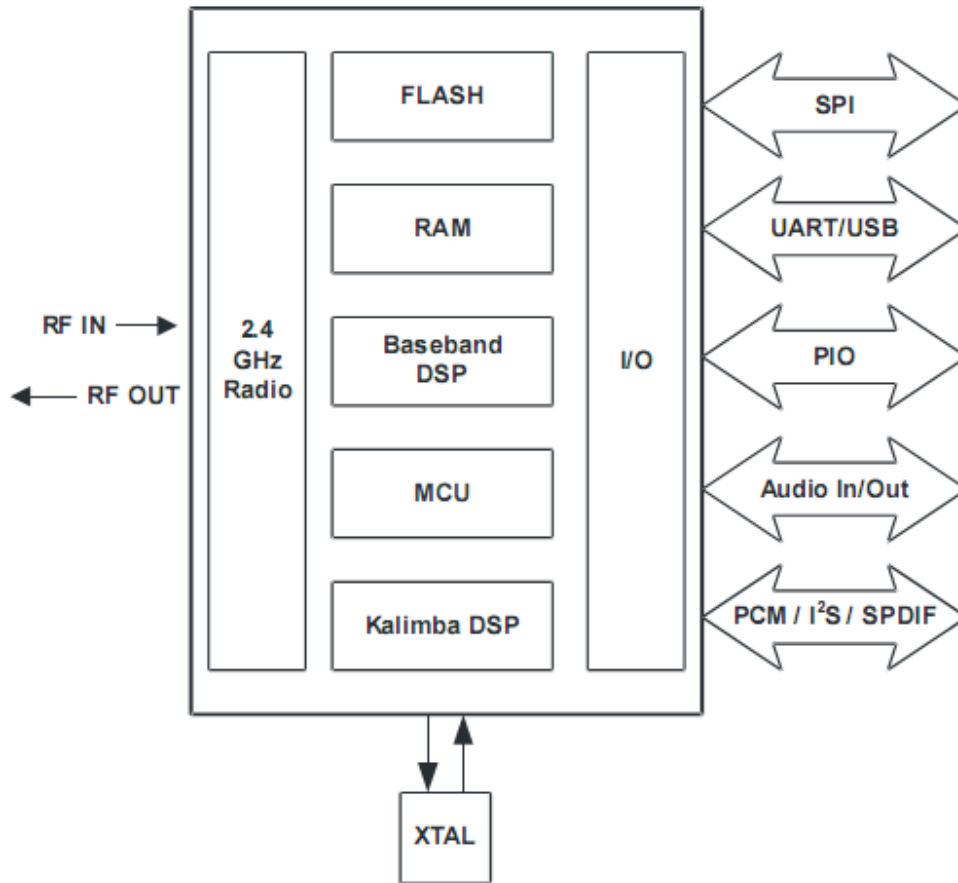 FLASH
RAM
Baseband
DSP
MCU
Kalimba DSP
2.4
GHz
Radio
I/O
RF IN
RF OUT
SPI
UART/USB
PIO
Audio In/Out
PCM / I²S / SPDIF
XTAL